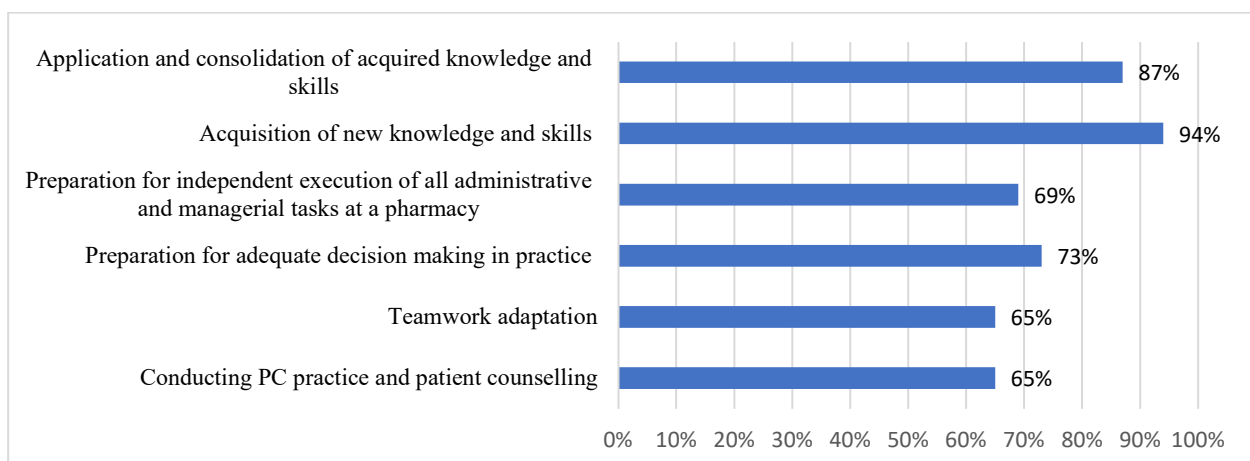 Application and consolidation of acquired knowledge and
skills
87%
Acquisition of new knowledge and skills
94%
Preparation for independent execution of all administrative
and managerial tasks at a pharmacy
69%
Preparation for adequate decision making in practice
73%
Teamwork adaptation
65%
Conducting PC practice and patient counselling
65%
0% 10% 20% 30% 40% 50% 60% 70% 80% 90% 100%